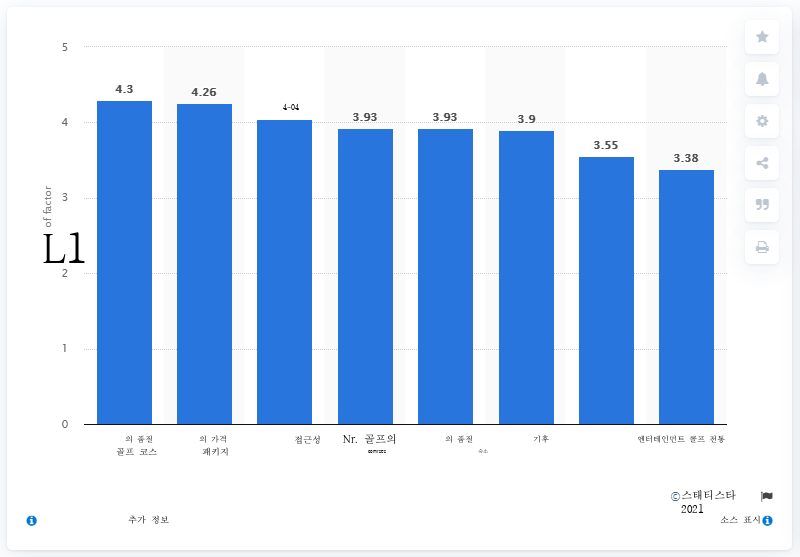 5
4.3
4.26
4-04
4
3.93
3.93
3.9
3.55
3.38
3
of factor
L1
2
1
0
의 품질
골프 코스
의 가격
패키지
접근성
Nr. 골프의
의 품질
숙소
기후
엔터테인먼트 골프 전통
©스태티스타
2021
추가 정보
소스 표시